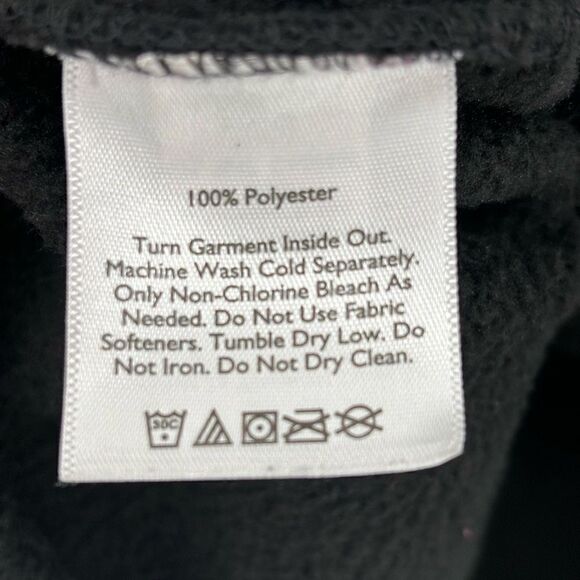 100% Polyester
Turn Garment Inside Out.
Machine Wash Cold Separately.
Only Non-Chlorine Bleach As
Needed. Do Not Use Fabric
Softeners. Tumble Dry Low. Do
Not Iron. Do Not Dry Clean.
30C